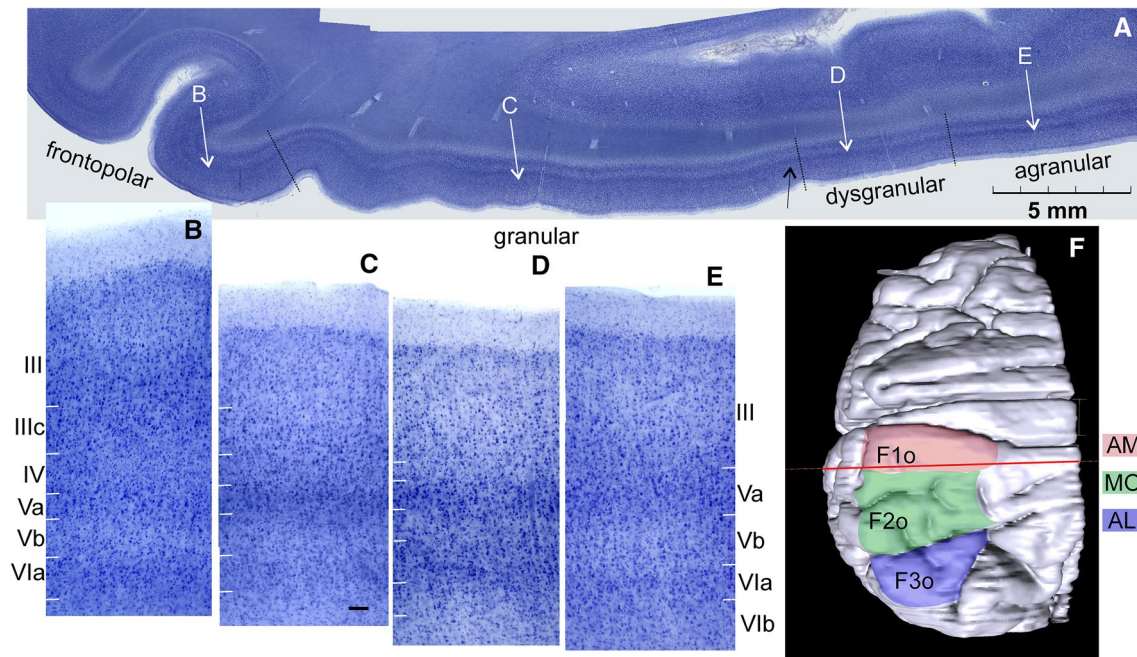 A
B
C
D
E
frontopolar
dysgranular
agranular
5 mm
granular
B
C
D
E
F
III
IIIc
IV
Va
Vb
VIa
III
Va
Vb
VIa
VIb
F1o
F2o
F3o
AM
MO
AL